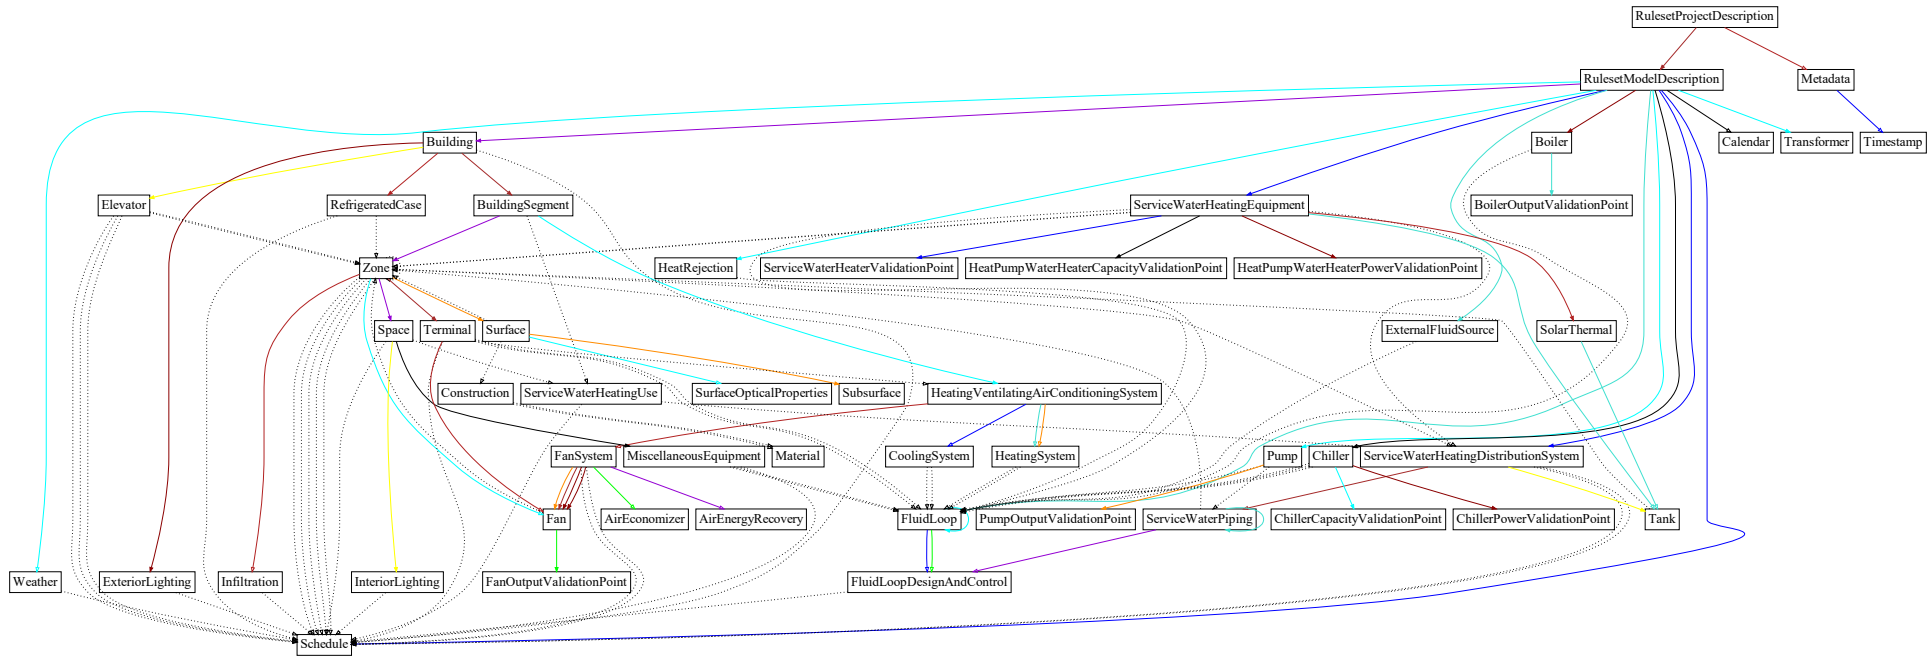 RulesetProjectDescription
RulesetModelDescription
Metadata
Building
Boiler
Calendar
Transformer
Timestamp
Elevator
RefrigeratedCase
BuildingSegment
ServiceWaterHeatingEquipment
BoilerOutputValidationPoint
Zone
HeatRejection
ServiceWaterHeaterValidationPoint
HeatPumpWaterHeaterCapacityValidationPoint
HeatPumpWaterHeaterPowerValidationPoint
Space
Terminal
Surface
ExternalFluidSource
SolarThermal
Construction
ServiceWaterHeatingUse
SurfaceOpticalProperties
Subsurface
HeatingVentilatingAirConditioningSystem
FanSystem
MiscellaneousEquipment
Material
CoolingSystem
HeatingSystem
Pump
Chiller
ServiceWaterHeatingDistributionSystem
Fan
AirEconomizer
AirEnergyRecovery
FluidLoop
PumpOutputValidationPoint
ServiceWaterPiping
ChillerCapacityValidationPoint
ChillerPowerValidationPoint
Tank
Weather
ExteriorLighting
Infiltration
InteriorLighting
FanOutputValidationPoint
FluidLoopDesignAndControl
Schedule